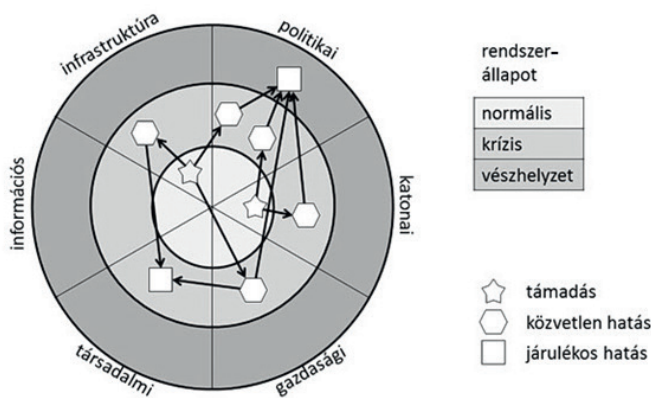 infrastruktúra
politikai
információs
katonai
társadalmi
gazdasági
rendszer–
állapot
normális
krízis
vészhelyzet
támadás
közvetlen hatás
járulékos hatás